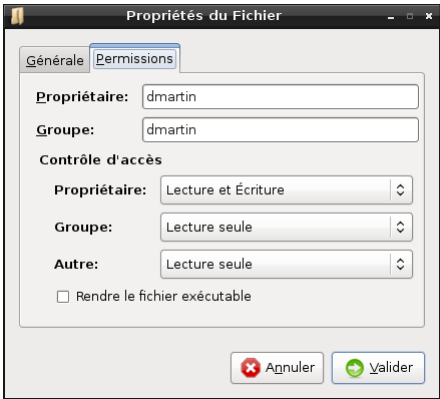 Propriétés du Fichier
Générale Permissions
Propriétaire: dmartin
Groupe: dmartin
Contrôle d'accès
Propriétaire: Lecture et Écriture
Groupe: Lecture seule
Autre: Lecture seule
Rendre le fichier exécutable
Annuler Valider